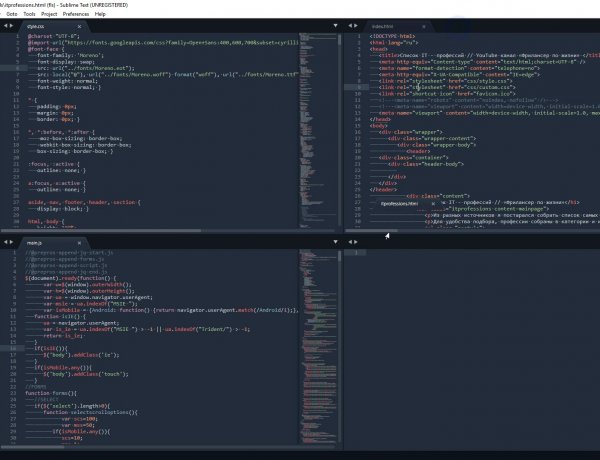 s\itprofessions.html (fls) - Sublime Text (UNREGISTERED)
Goto Tools Project Preferences Help
style.css
@charset "UTF-8";
@import url("https://fonts.googleapis.com/css?family=Open+Sans:400,600,700&subset=cyrilli
@font-face {
font-family: 'Moreno';
font-display: swap;
src: url("../fonts/Moreno.eot");
src: local("☺"), url("../fonts/Moreno.woff") format("woff"), url("../fonts/Moreno.ttf"
font-weight: normal;
font-style: normal; }
* {
padding: 0px;
margin: 0px;
border: 0px; }
*, *:before, *:after {
-moz-box-sizing: border-box;
-webkit-box-sizing: border-box;
box-sizing: border-box; }
:focus, :active {
outline: none; }
a:focus, a:active {
outline: none; }
aside, nav, footer, header, section {
display: block; }
html, body {
index.html
<!DOCTYPE html>
<html lang="ru">
<head>
<title>Список IT - профессий // YouTube канал «Фрилансер по жизни» </title>
<meta http-equiv="Content-type" content="text/html;charset=UTF-8" />
<meta name="format-detection" content="telephone=no">
<meta http-equiv="X-UA-Compatible" content="IE=edge">
<link rel="stylesheet" href="css/style.css">
<link rel="stylesheet" href="css/custom.css">
<link rel="shortcut icon" href="favicon.ico">
<!--<meta name="robots" content="noindex, nofollow"/>-->
<!--<meta name="viewport" content="width=device-width, initial-scale=1.0
<meta name="viewport" content="width=device-width, initial-scale=1.0, max
</head>
<body>
<div class="wrapper">
<div class="wrapper-content">
<div class="wrapper-body">
<header>
<div class="container">
<div class="header-body">
</div>
</div>
</header>
<div class="content">
IT - профессий // «Фрилансер по жизни»</h1>
itprofessions.html
="itprofessions content-mainpage">
<p>Из разных источников я постарался собрать список самых
<p>Для удобства подбора, профессии собраны в категории. С
main.js
//@prepros-append jq-start.js
//@prepros-append forms.js
//@prepros-append script.js
//@prepros-append jq-end.js
$(document).ready(function() {
var w=$(window).outerWidth();
var h=$(window).outerHeight();
var ua = window.navigator.userAgent;
var msie = ua.indexOf("MSIE ");
var isMobile = {Android: function() {return navigator.userAgent.match(/Android/i);},
function isIE() {
ua = navigator.userAgent;
var is_ie = ua.indexOf("MSIE ") > -1 || ua.indexOf("Trident/") > -1;
return is_ie;
}
if(isIE()){
$('body').addClass('ie');
}
if(isMobile.any()){
$('body').addClass('touch');
}
//FORMS
function forms(){
//SELECT
if($('select').length>0){
function selectscrolloptions(){
var scs=100;
var mss=50;
if(isMobile.any()){
scs=10;
1